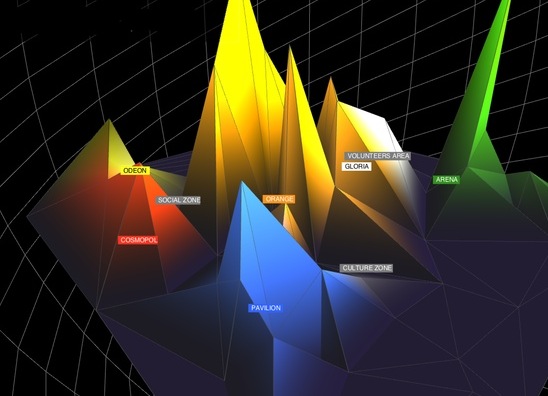 VOLUNTEERS AREA
GLORIA
ODEON
ARENA
SOCIAL ZONE
ORANGE
COSMOPOL
CULTURE ZONE
PAVILION